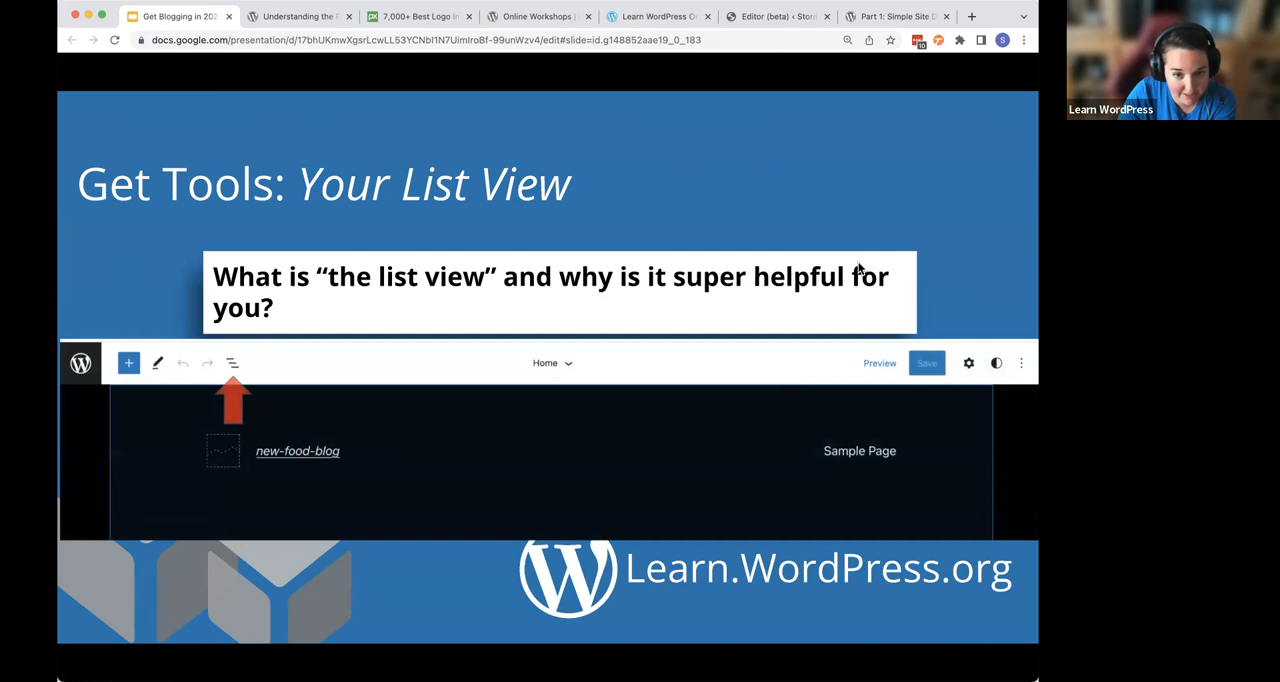 Get Blogging in 202
Understanding the F
7,000+ Best Logo In
Online Workshops |
Learn WordPress O
Editor (beta) ‹ Stor
Part 1: Simple Site D
docs.google.com/presentation/d/17bhUKmwXgsrLcwLL53YCNbI1N7UimIroBf-99unWzv4/edit#slide=id.g148852aae19_0_183
10
S
Learn WordPress
Get Tools: Your List View
What is “the list view” and why is it super helpful for
you?
Home
Preview
Save
new-food-blog
Sample Page
Learn.WordPress.org